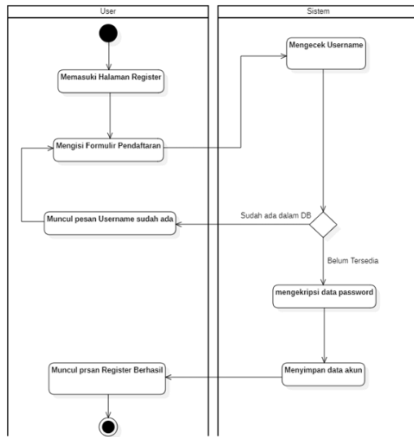 User
Sistem
Mengecek Username
Memasuki Halaman Register
Mengisi Formulir Pendaftaran
Muncul pesan Username sudah ada
Sudah ada dalam DB
Belum Tersedia
mengekripsi data password
Menyimpan data akun
Muncul prsan Register Berhasil